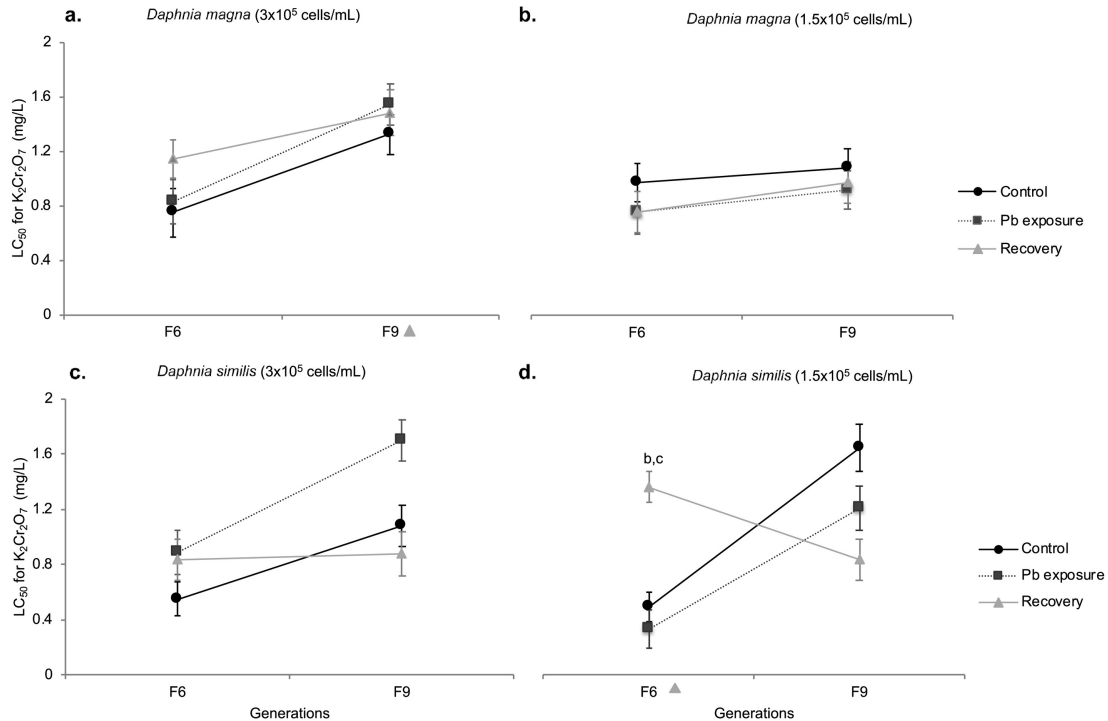 a.
Daphnia magna (3x10⁵ cells/mL)
b.
Daphnia magna (1.5x10⁵ cells/mL)
LC₅₀ for K₂Cr₂O₇ (mg/L)
2
1.6
1.2
0.8
0.4
0
F6
F9
F6
F9
Control
Pb exposure
Recovery
c.
Daphnia similis (3x10⁵ cells/mL)
d.
Daphnia similis (1.5x10⁵ cells/mL)
LC₅₀ for K₂Cr₂O₇ (mg/L)
2
1.6
1.2
0.8
0.4
0
b,c
F6
F9
F6
F9
Generations
Generations
Control
Pb exposure
Recovery